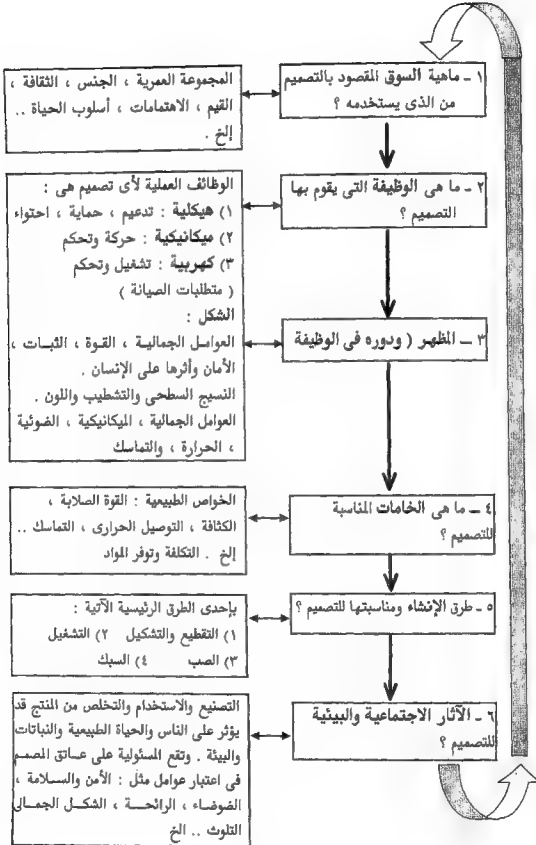 ١ ـ ماهية السوق المقصود بالتصميم
من الذى يستخدمه ؟
المجموعة العمرية ، الجنس ، الثقافة ،
القيم ، الاهتمامات ، أسلوب الحياة ..
إلخ .
٢ ـ ما هى الوظيفة التى يقوم بها
التصميم ؟
الوظائف العملية لأى تصميم هى :
١) هيكلية : تدعيم ، حماية ، احتواء
٢) ميكانيكية : حركة وتحكم
٣) كهربية : تشغيل وتحكم
( متطلبات الصيانة )
٣ ـ المظهر ( ودوره فى الوظيفة
الشكل :
العوامل الجمالية ، القوة ، الثبات ،
الأمان وأثرها على الإنسان .
النسيج السطحى والتشطيب واللون .
العوامل الجمالية ، الميكانيكية ، الضوئية
، الحرارة ، والتماسك
٤ ـ ما هى الخامات المناسبة
للتصميم ؟
الخواص الطبيعية : القوة الصلابة ،
الكثافة ، التوصيل الحرارى ، التماسك ..
إلخ . التكلفة وتوفر المواد
٥ ـ طرق الإنشاء ومناسبتها للتصميم ؟
بإحدى الطرق الرئيسية الآتية :
١) التقطيع والتشكيل ٢) التشغيل
٣) الصب ٤) السبك
٦ ـ الآثار الاجتماعية والبيئية
للتصميم ؟
التصنيع والاستخدام والتخلص من المنتج قد
يؤثر على الناس والحياة الطبيعية والنباتات
والبيئة . وتقع المسئولية على عاتق المصمم
فى اعتبار عوامل مثل : الأمن والسلامة ،
الضوضاء ، الرائحة ، الشكل الجمالى
التلوث .. الخ